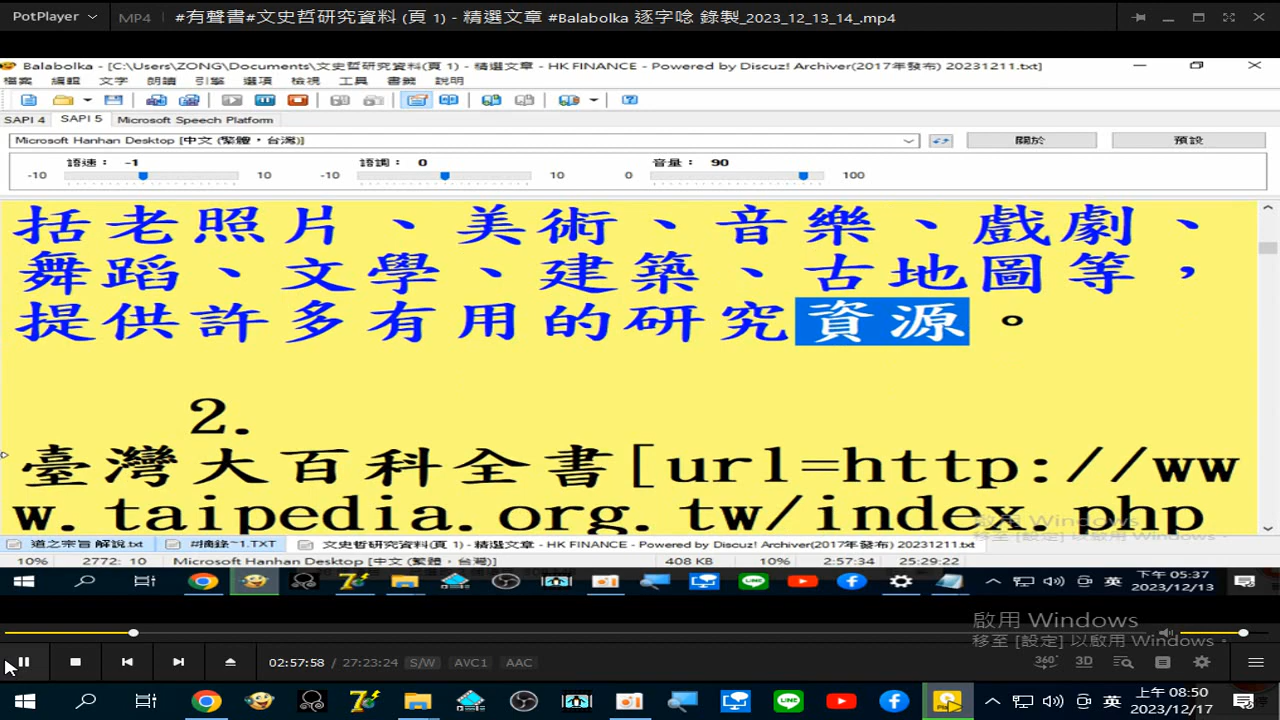 PotPlayer MP4 #有聲書#文史哲研究資料 (頁 1) - 精選文章 #Balabolka 逐字唸 錄製_2023_12_13_14_.mp4
Balabolka - [C:\Users\ZONG\Documents\文史哲研究資料(頁 1) - 精選文章 - HK FINANCE - Powered by Discuz! Archiver(2017年發布) 20231211.txt]
檔案 編輯 文字 朗讀 引擎 選項 檢視 工具 書籤 說明
SAPI 4 SAPI 5 Microsoft Speech Platform
Microsoft Hanhan Desktop [中文 (繁體，台灣)] 關於 預設
語速： -1 語調： 0 音量： 90
-10 10 -10 10 0 100
括老照片、美術、音樂、戲劇、
舞蹈、文學、建築、古地圖等，
提供許多有用的研究資源。
2.
臺灣大百科全書[url=http://ww
w.taipedia.org.tw/index.php
啟用 Windows
移至 [設定] 以啟用 Windows。
道之宗旨 解說.txt #摘錄~1.TXT 文史哲研究資料(頁 1) - 精選文章 - HK FINANCE - Powered by Discuz! Archiver(2017年發布) 20231211.txt
10% 2772: 10 Microsoft Hanhan Desktop [中文 (繁體，台灣)] 408 KB 10% 2:57:34 25:29:22
英 下午 05:37
2023/12/13
啟用 Windows
移至 [設定] 以啟用 Windows。
02:57:58 / 27:23:24 S/W AVC1 AAC 360° 3D
英 上午 08:50
2023/12/17